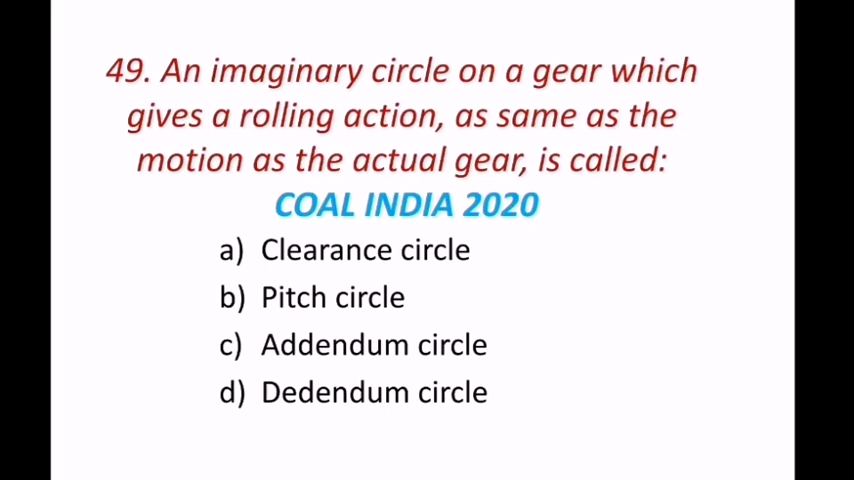 49. An imaginary circle on a gear which
gives a rolling action, as same as the
motion as the actual gear, is called:
COAL INDIA 2020
a) Clearance circle
b) Pitch circle
c) Addendum circle
d) Dedendum circle